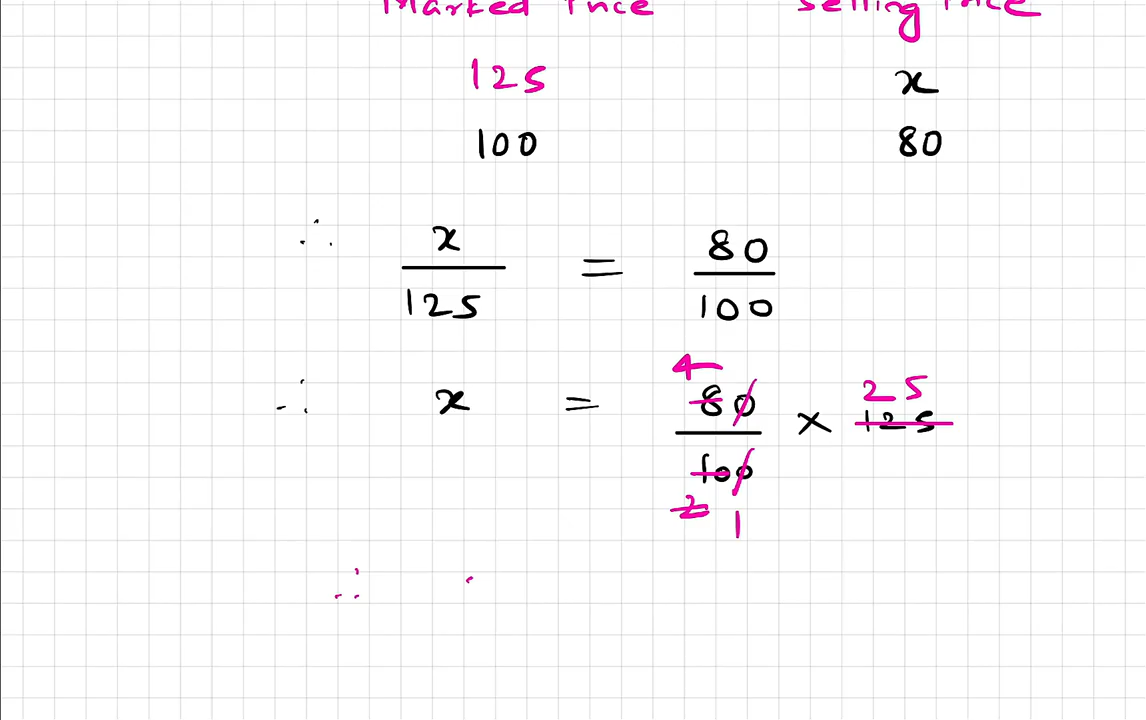 Marked Price Selling Price
125 x
100 80
∴ x/125 = 80/100
4 25
∴ x = 80/100 × 125
2 1
∴